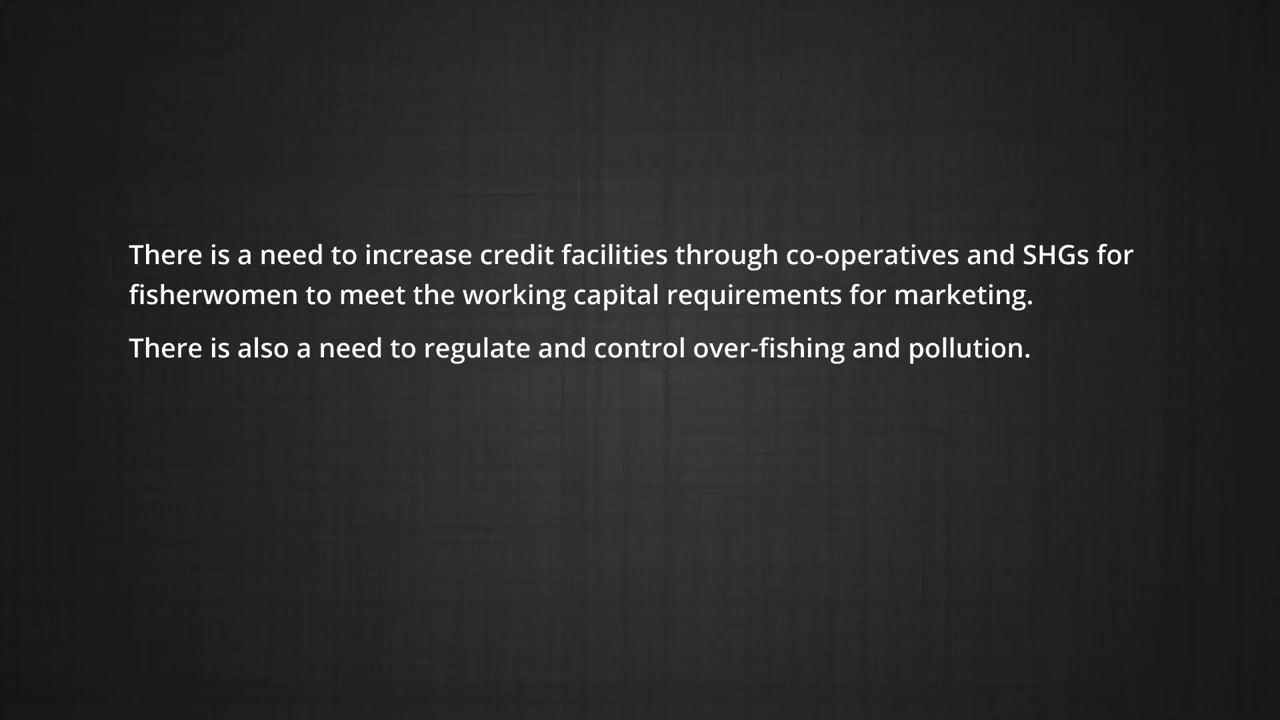 There is a need to increase credit facilities through co-operatives and SHGs for
fisherwomen to meet the working capital requirements for marketing.
There is also a need to regulate and control over-fishing and pollution.